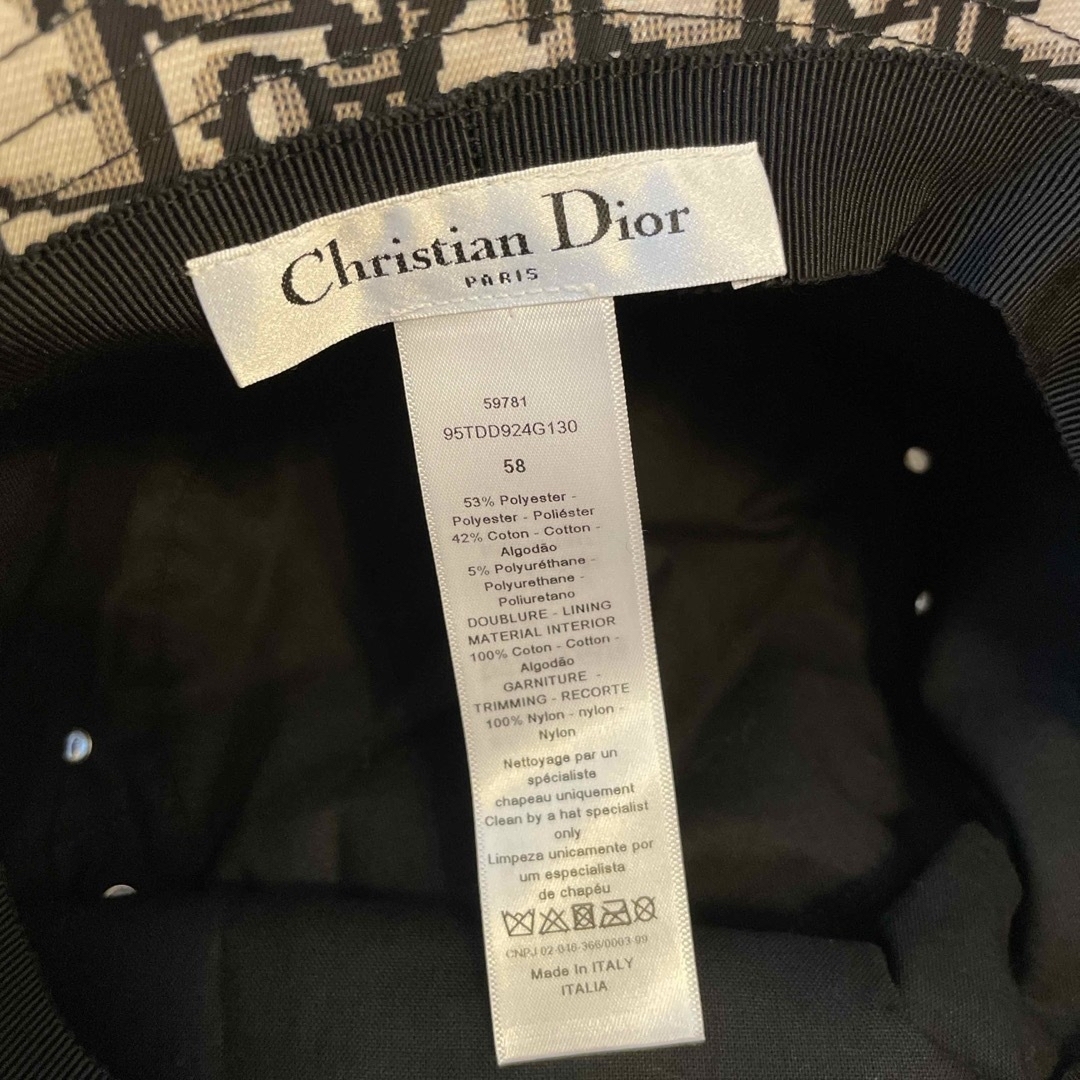 Christian Dior
PARIS
59781
95TDD924G130
58
53% Polyester -
Polyester - Poliéster
42% Coton - Cotton -
Algodão
5% Polyuréthane -
Polyurethane -
Poliuretano
DOUBLURE - LINING
MATERIAL INTERIOR
100% Coton - Cotton -
Algodão
GARNITURE -
TRIMMING - RECORTE
100% Nylon - nylon -
Nylon
Nettoyage par un
spécialiste
chapeau uniquement
Clean by a hat specialist
only
Limpeza unicamente por
um especialista
de chapéu
CNPJ 02-046-366/0003-99
Made In ITALY
ITALIA